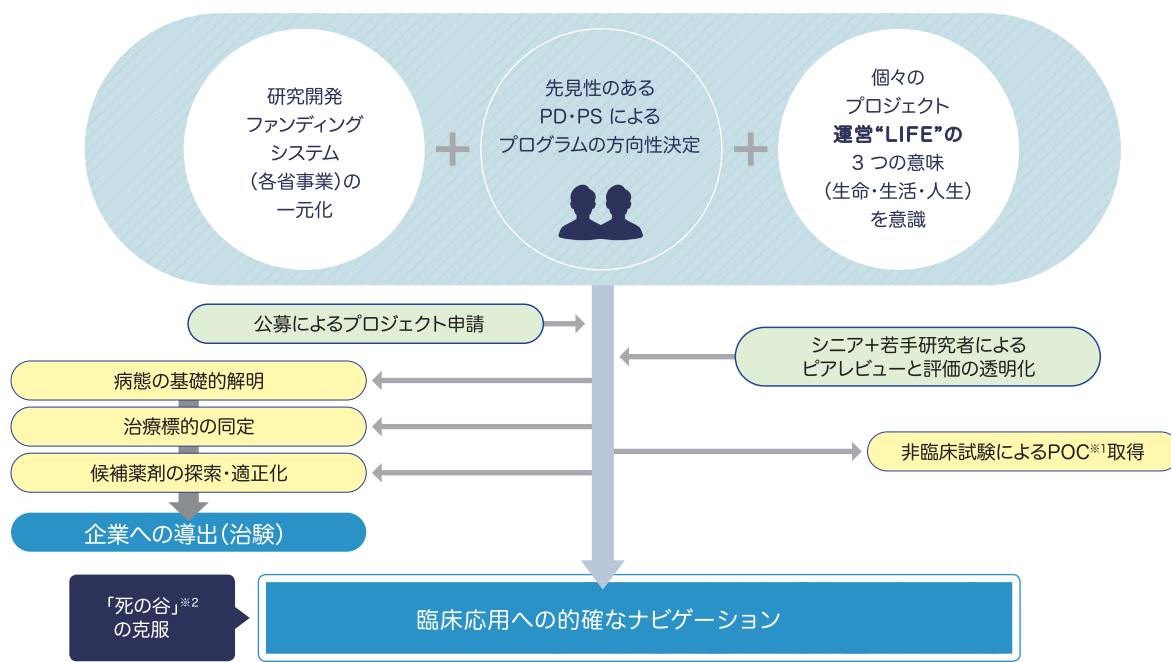 研究開発
ファンディング
システム
(各省事業)の
一元化
+
先見性のある
PD・PS による
プログラムの方向性決定
+
個々の
プロジェクト
運営“LIFE”の
3 つの意味
(生命・生活・人生)
を意識
公募によるプロジェクト申請
シニア+若手研究者による
ピアレビューと評価の透明化
病態の基礎的解明
治療標的の同定
候補薬剤の探索・適正化
企業への導出(治験)
非臨床試験によるPOC※1取得
「死の谷」※2
の克服
臨床応用への的確なナビゲーション